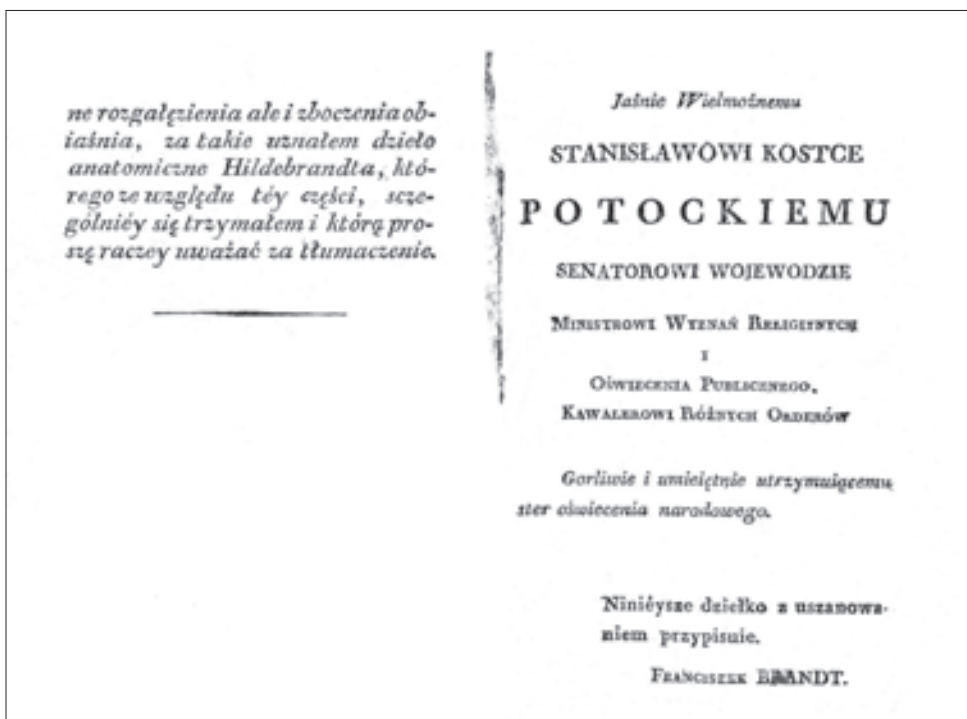 ne rozgałęzienia ale i zboczenia ob-
iaśnia, za takie uznałem dzieło
anatomiczne Hildebrandta, któ-
rego ze względu téy części, szcze-
gólniéy się trzymałem i którą pro-
szę raczey uważać za tłumaczenie.
Jaśnie Wielmożnemu
STANISŁAWOWI KOSTCE
POTOCKIEMU
SENATOROWI WOJEWODZIE
MINISTROWI WYZNAŃ RELIGIYNYCH
I
OŚWIECENIA PUBLICZNEGO,
KAWALEROWI RÓŻNYCH ORDERÓW
Gorliwie i umieiętnie utrzymuiącemu
ster oświecenia narodowego.
Ninieysze dziełko z uszanowa-
niem przypisuie.
FRANCISZEK BRANDT.